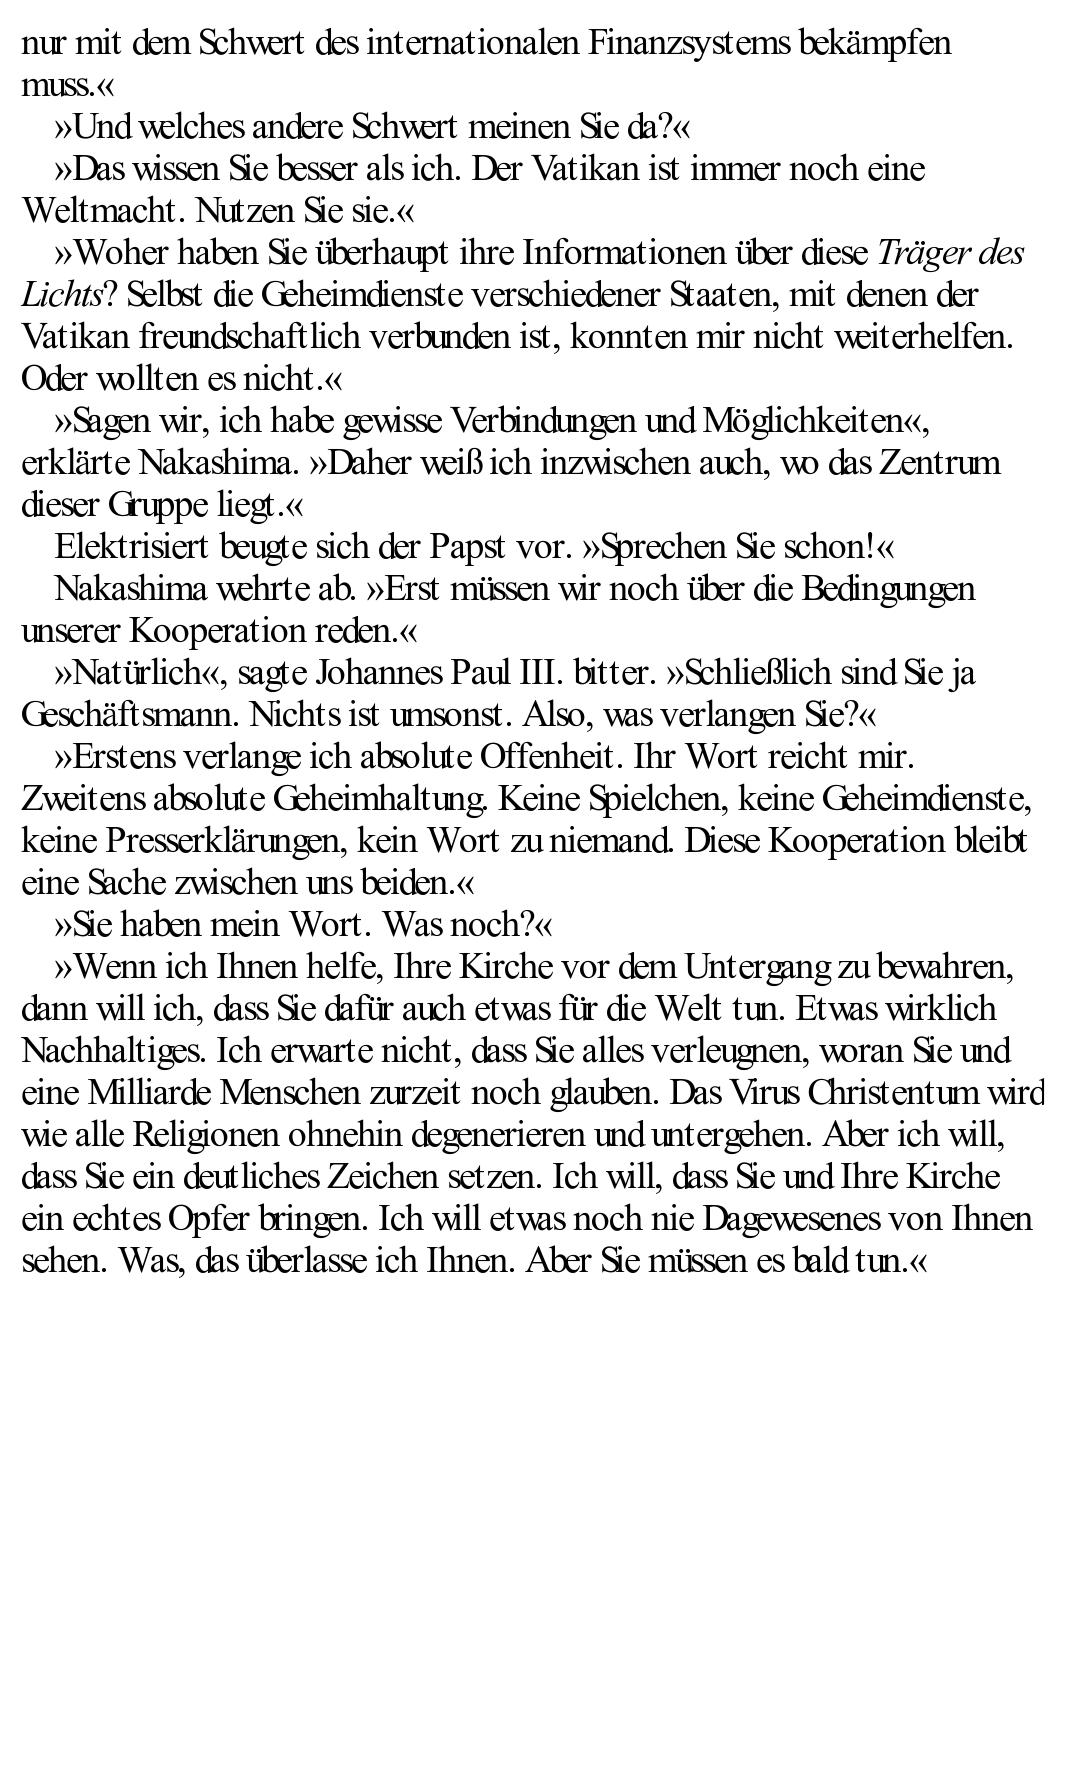 nur mit dem Schwert des internationalen Finanzsystems bekämpfen
muss.«
»Und welches andere Schwert meinen Sie da?«
»Das wissen Sie besser als ich. Der Vatikan ist immer noch eine
Weltmacht. Nutzen Sie sie.«
»Woher haben Sie überhaupt ihre Informationen über diese Träger des
Lichts? Selbst die Geheimdienste verschiedener Staaten, mit denen der
Vatikan freundschaftlich verbunden ist, konnten mir nicht weiterhelfen.
Oder wollten es nicht.«
»Sagen wir, ich habe gewisse Verbindungen und Möglichkeiten«,
erklärte Nakashima. »Daher weiß ich inzwischen auch, wo das Zentrum
dieser Gruppe liegt.«
Elektrisiert beugte sich der Papst vor. »Sprechen Sie schon!«
Nakashima wehrte ab. »Erst müssen wir noch über die Bedingungen
unserer Kooperation reden.«
»Natürlich«, sagte Johannes Paul III. bitter. »Schließlich sind Sie ja
Geschäftsmann. Nichts ist umsonst. Also, was verlangen Sie?«
»Erstens verlange ich absolute Offenheit. Ihr Wort reicht mir.
Zweitens absolute Geheimhaltung. Keine Spielchen, keine Geheimdienste,
keine Presserklärungen, kein Wort zu niemand. Diese Kooperation bleibt
eine Sache zwischen uns beiden.«
»Sie haben mein Wort. Was noch?«
»Wenn ich Ihnen helfe, Ihre Kirche vor dem Untergang zu bewahren,
dann will ich, dass Sie dafür auch etwas für die Welt tun. Etwas wirklich
Nachhaltiges. Ich erwarte nicht, dass Sie alles verleugnen, woran Sie und
eine Milliarde Menschen zurzeit noch glauben. Das Virus Christentum wird
wie alle Religionen ohnehin degenerieren und untergehen. Aber ich will,
dass Sie ein deutliches Zeichen setzen. Ich will, dass Sie und Ihre Kirche
ein echtes Opfer bringen. Ich will etwas noch nie Dagewesenes von Ihnen
sehen. Was, das überlasse ich Ihnen. Aber Sie müssen es bald tun.«